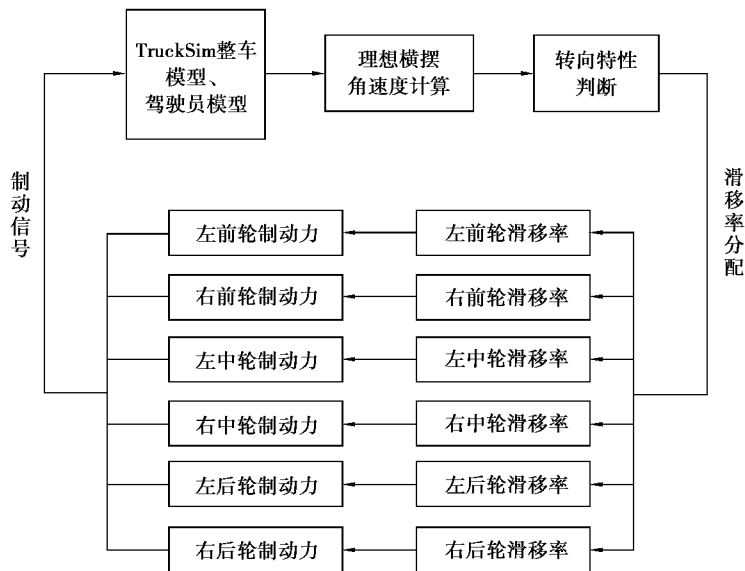 TruckSim整车
模型、
驾驶员模型
理想横摆
角速度计算
转向特性
判断
制动信号
滑移率分配
左前轮制动力
左前轮滑移率
右前轮制动力
右前轮滑移率
左中轮制动力
左中轮滑移率
右中轮制动力
右中轮滑移率
左后轮制动力
左后轮滑移率
右后轮制动力
右后轮滑移率